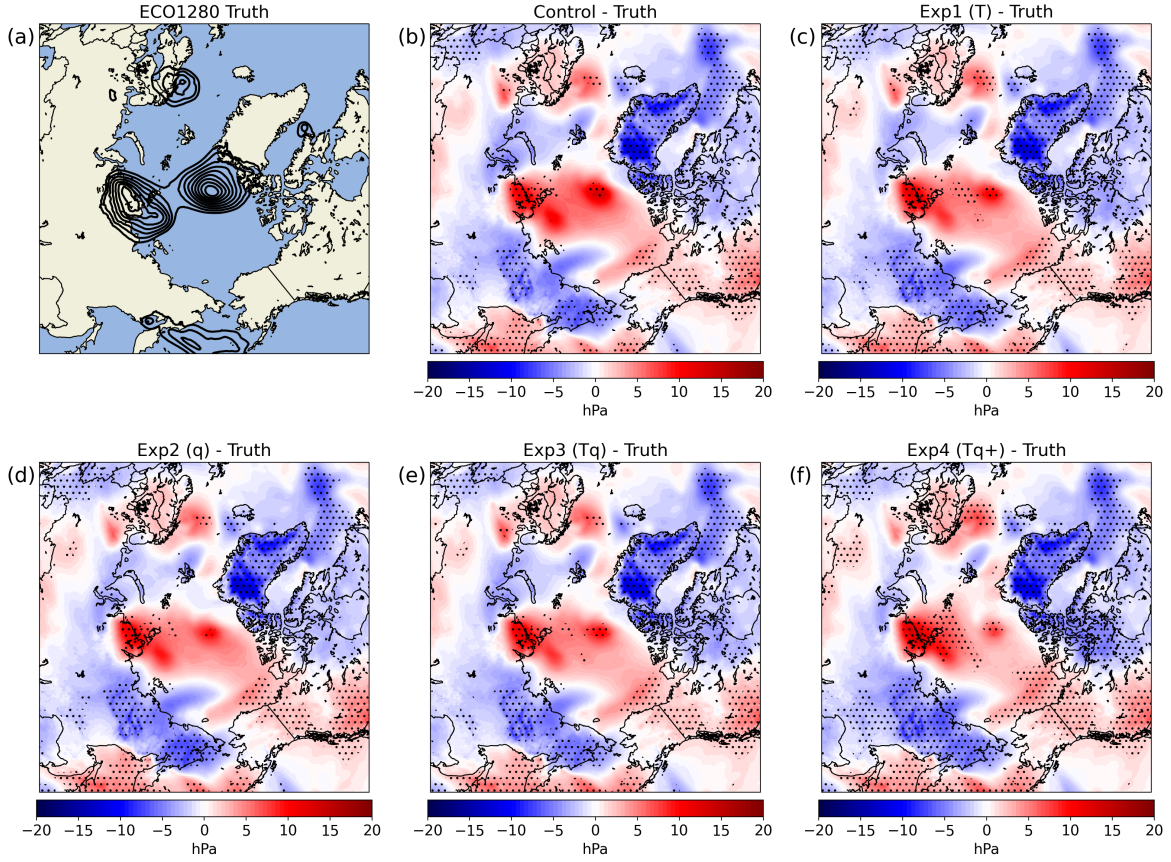 ECO1280 Truth
Control - Truth
Exp1 (T) - Truth
(a)
(b)
(c)
−20 −15 −10 −5 0 5 10 15 20
hPa
−20 −15 −10 −5 0 5 10 15 20
hPa
Exp2 (q) - Truth
Exp3 (Tq) - Truth
Exp4 (Tq+) - Truth
(d)
(e)
(f)
−20 −15 −10 −5 0 5 10 15 20
hPa
−20 −15 −10 −5 0 5 10 15 20
hPa
−20 −15 −10 −5 0 5 10 15 20
hPa